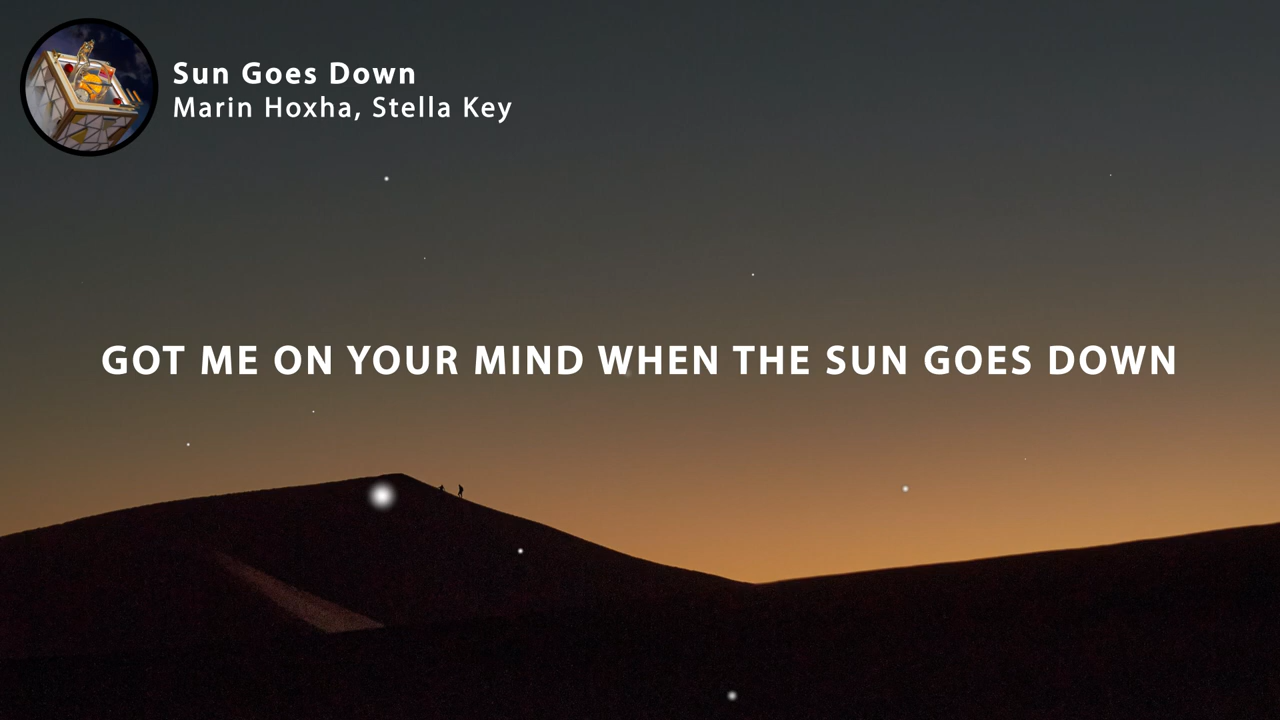 Sun Goes Down
Marin Hoxha, Stella Key
GOT ME ON YOUR MIND WHEN THE SUN GOES DOWN